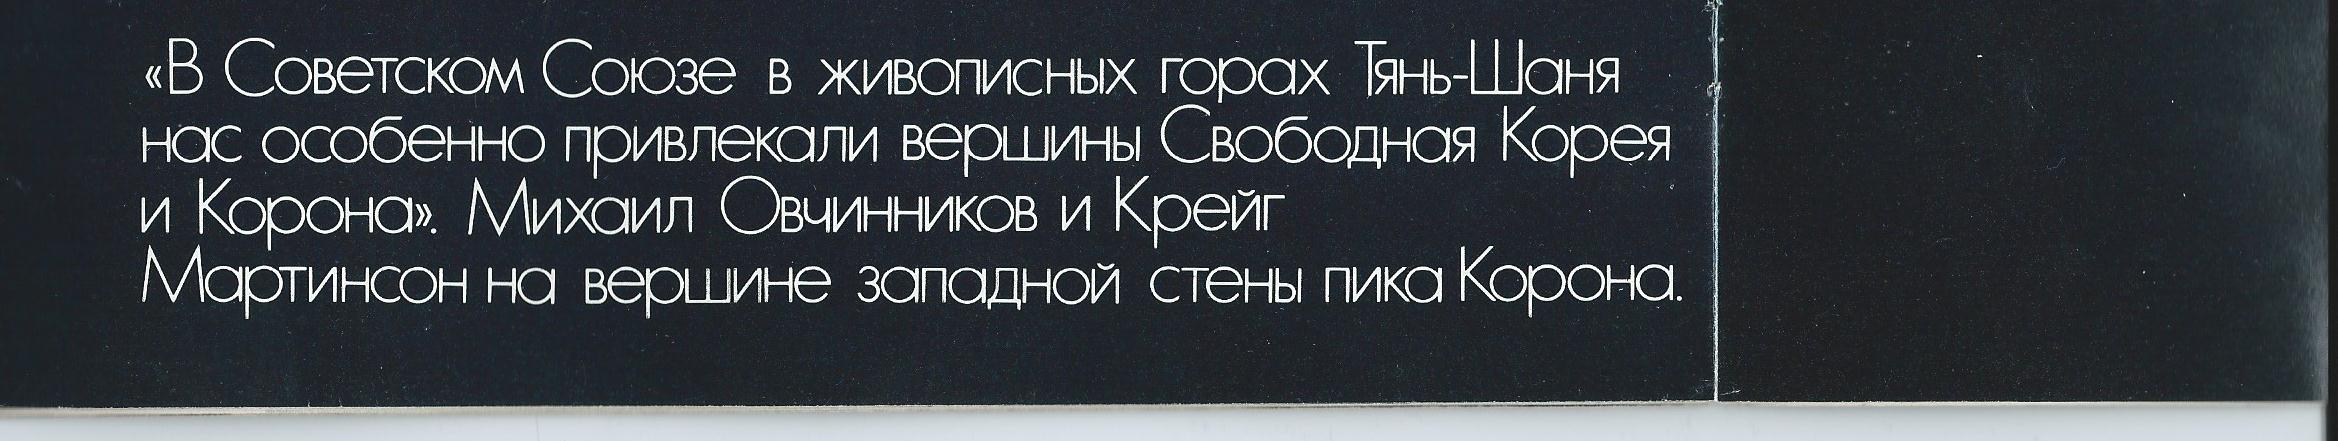 «В Советском Союзе в живописных горах Тянь-Шаня
нас особенно привлекали вершины Свободная Корея
и Корона». Михаил Овчинников и Крейг
Мартинсон на вершине западной стены пика Корона.